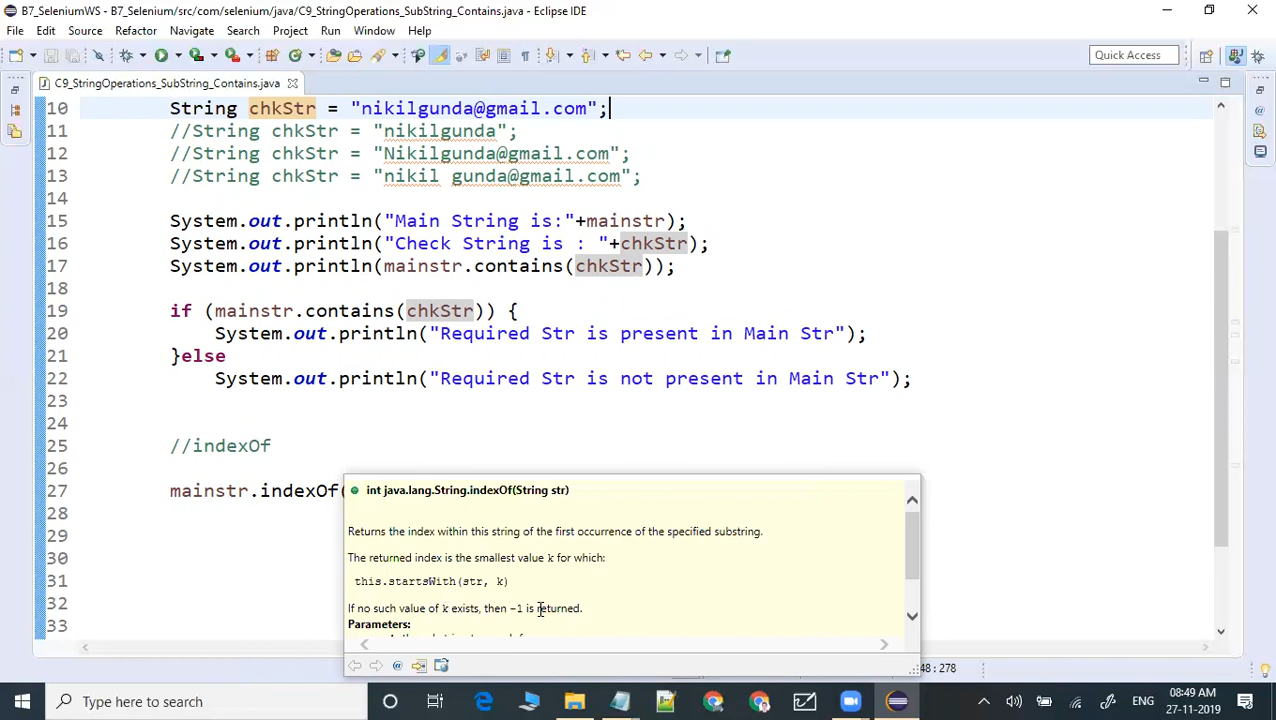 B7_SeleniumWS - B7_Selenium/src/com/selenium/java/C9_StringOperations_SubString_Contains.java - Eclipse IDE
File Edit Source Refactor Navigate Search Project Run Window Help
Quick Access
C9_StringOperations_SubString_Contains.java
10 String chkStr = "nikilgunda@gmail.com";
11 //String chkStr = "nikilgunda";
12 //String chkStr = "Nikilgunda@gmail.com";
13 //String chkStr = "nikil gunda@gmail.com";
14
15 System.out.println("Main String is:"+mainstr);
16 System.out.println("Check String is : "+chkStr);
17 System.out.println(mainstr.contains(chkStr));
18
19 if (mainstr.contains(chkStr)) {
20 System.out.println("Required Str is present in Main Str");
21 }else
22 System.out.println("Required Str is not present in Main Str");
23
24
25 //indexOf
26
27 mainstr.indexOf(
28
29
30
31
32
33
int java.lang.String.indexOf(String str)
Returns the index within this string of the first occurrence of the specified substring.
The returned index is the smallest value k for which:
this.startsWith(str, k)
If no such value of k exists, then -1 is returned.
Parameters:
48 : 278
Type here to search
ENG
08:49 AM
27-11-2019